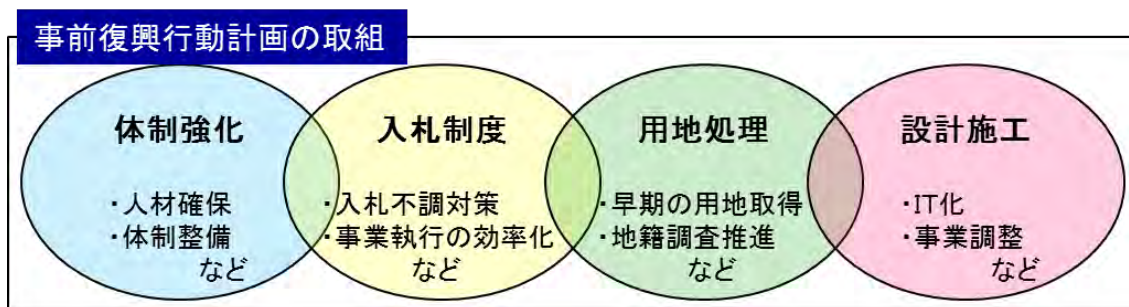 事前復興行動計画の取組
体制強化
・人材確保
・体制整備
など
入札制度
・入札不調対策
・事業執行の効率化
など
用地処理
・早期の用地取得
・地籍調査推進
など
設計施工
・IT化
・事業調整
など